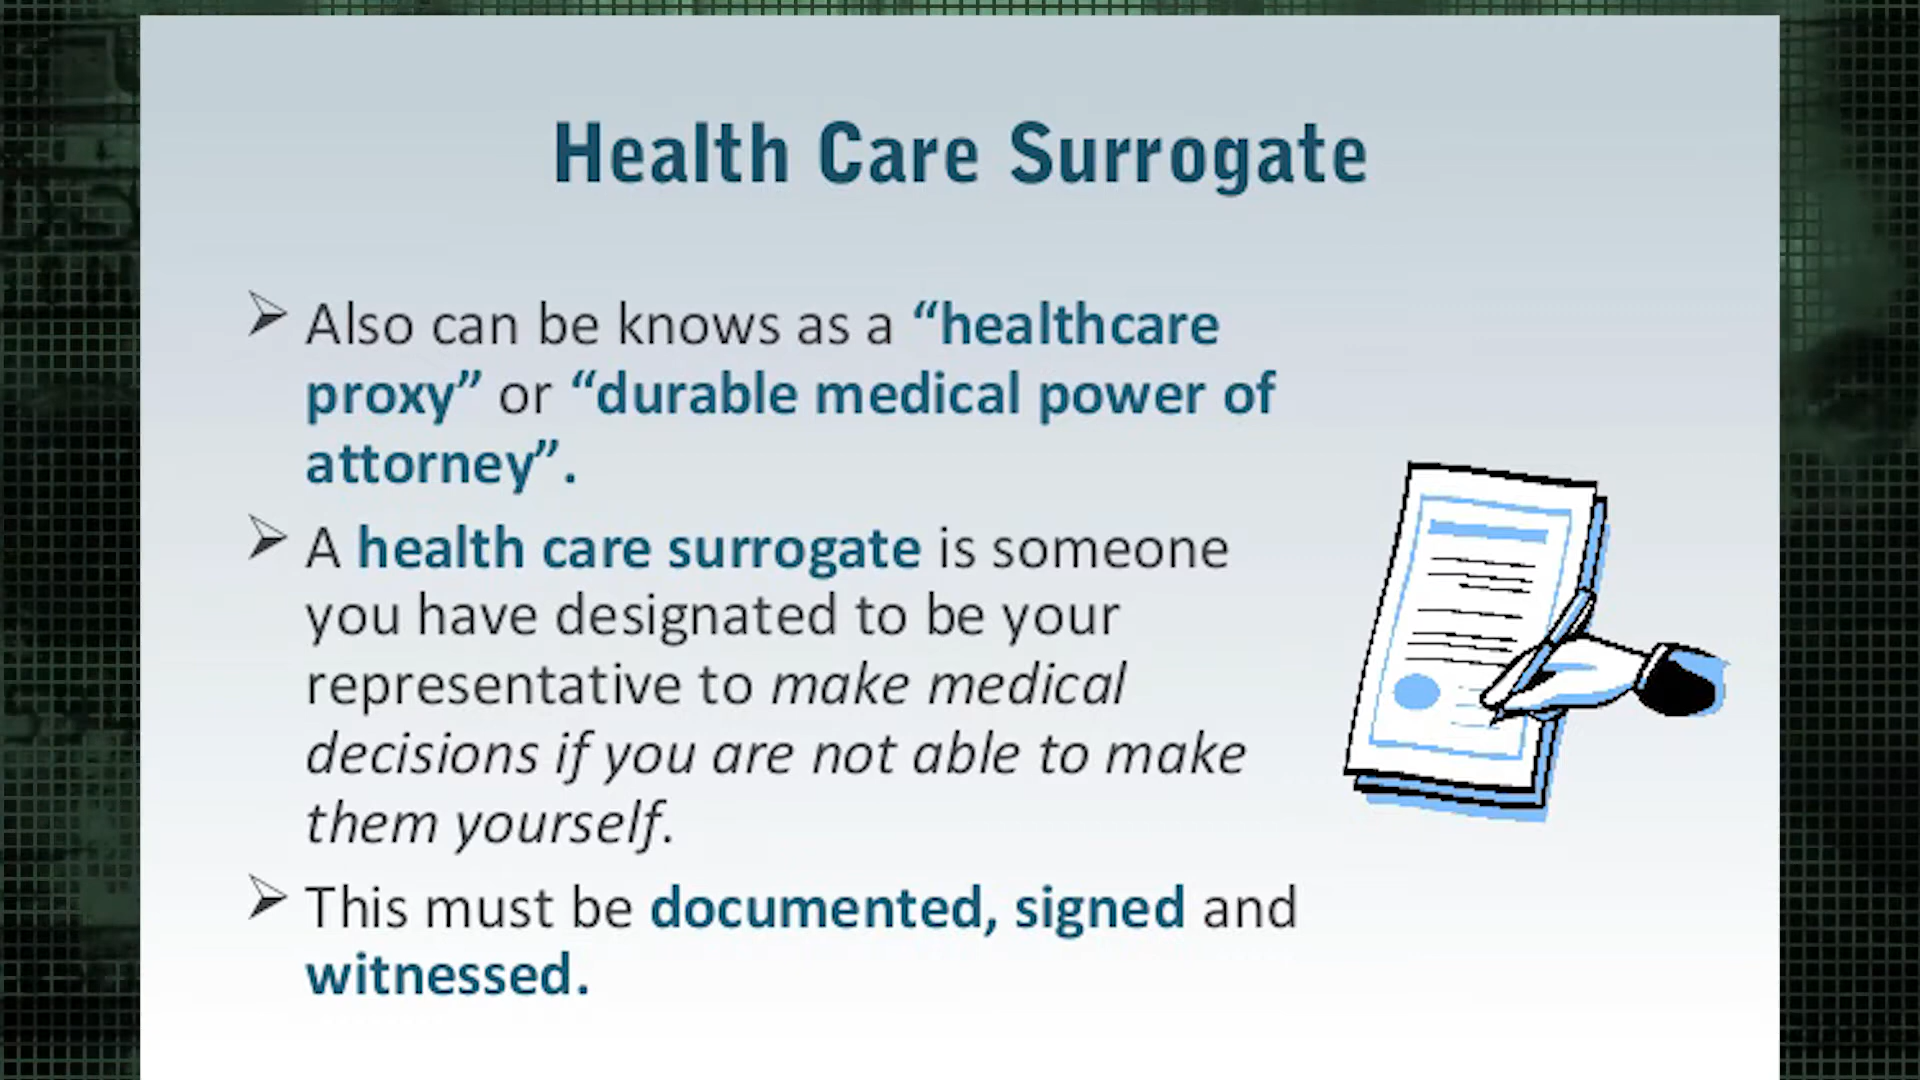 Health Care Surrogate
Also can be knows as a “healthcare
proxy” or “durable medical power of
attorney”.
A health care surrogate is someone
you have designated to be your
representative to make medical
decisions if you are not able to make
them yourself.
This must be documented, signed and
witnessed.